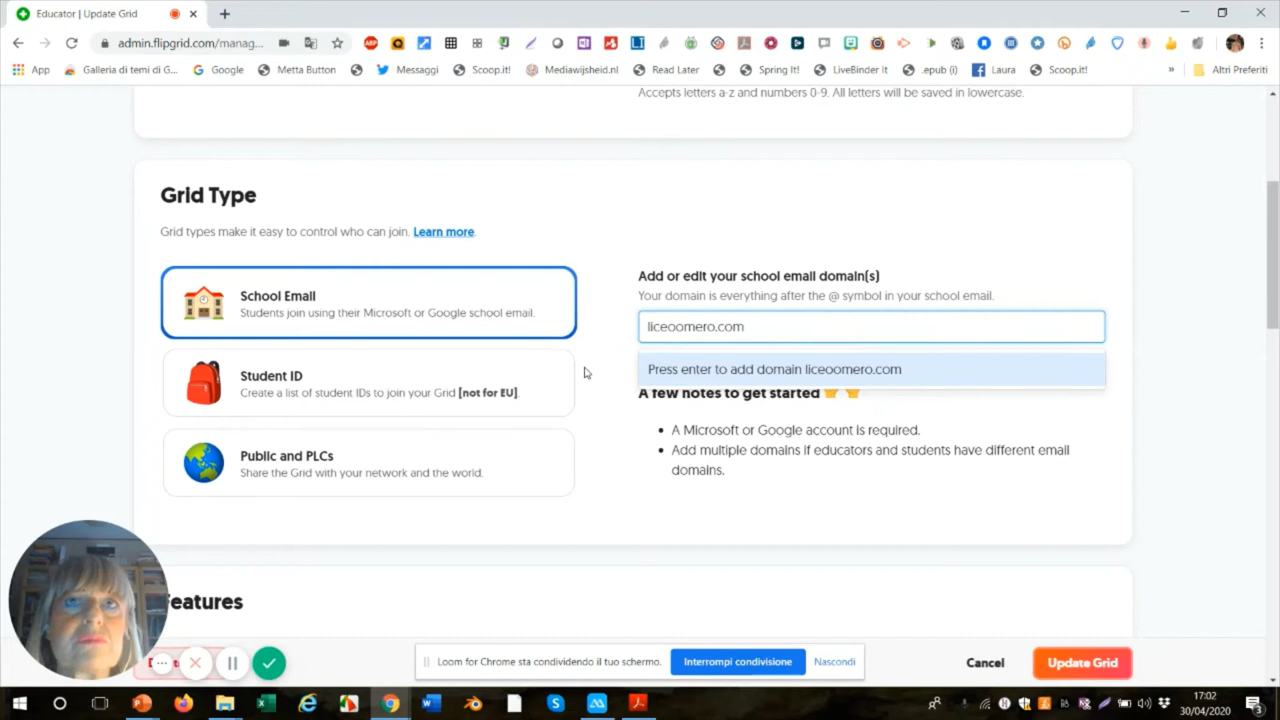 Educator | Update Grid
admin.flipgrid.com/manag...
App
Galleria di temi di G...
Google
Metta Button
Messaggi
Scoop.it!
Mediawijsheid.nl
Read Later
Spring It!
LiveBinder It
.epub (i)
Laura
Scoop.it!
»
Altri Preferiti
Accepts letters a-z and numbers 0-9. All letters will be saved in lowercase.
Grid Type
Grid types make it easy to control who can join. Learn more.
School Email
Students join using their Microsoft or Google school email.
Student ID
Create a list of student IDs to join your Grid [not for EU].
Public and PLCs
Share the Grid with your network and the world.
Add or edit your school email domain(s)
Your domain is everything after the @ symbol in your school email.
liceoomero.com
Press enter to add domain liceoomero.com
A few notes to get started
• A Microsoft or Google account is required.
• Add multiple domains if educators and students have different email
domains.
Features
Loom for Chrome sta condividendo il tuo schermo.
Interrompi condivisione
Nascondi
Cancel
Update Grid
17:02
30/04/2020